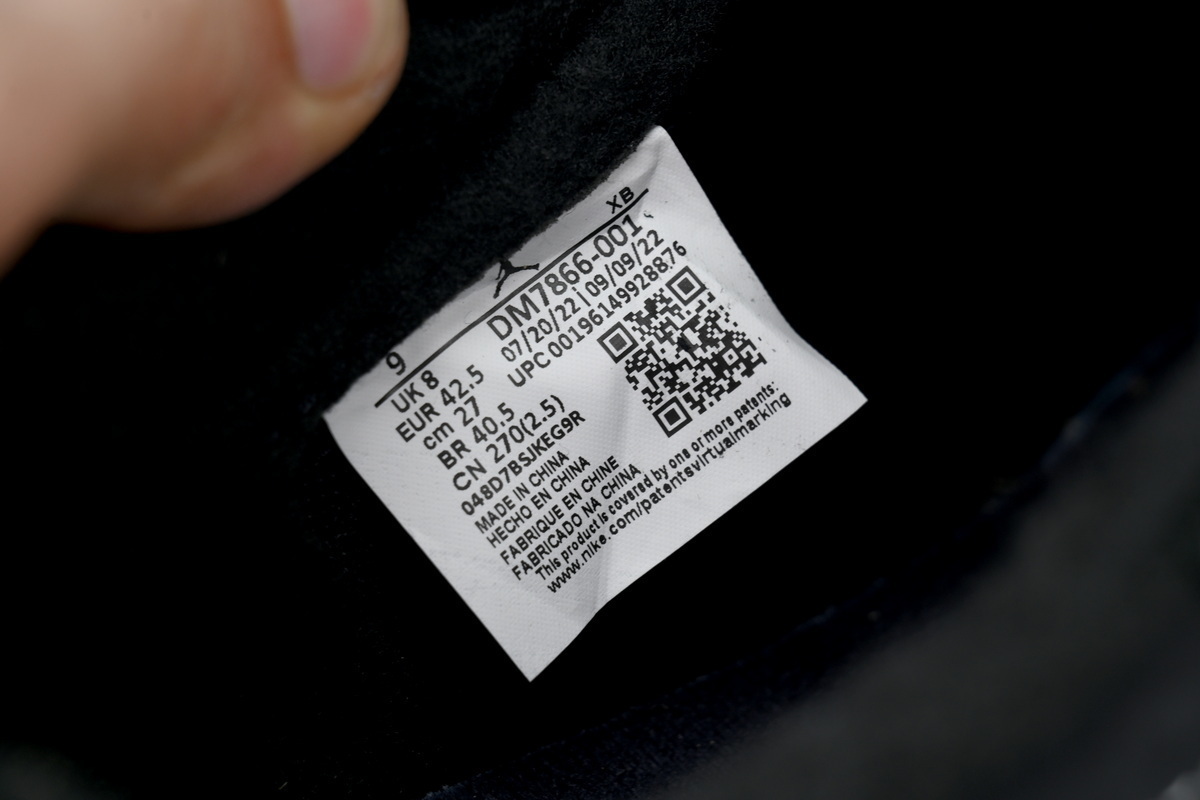 9
XB
UK 8
EUR 42.5
cm 27
BR 40.5
CN 270(2.5)
048D7BSJKEG9R
DM7866-001
07/20/22 | 09/09/22
UPC 00196149928876
MADE IN CHINA
HECHO EN CHINA
FABRIQUE EN CHINE
FABRICADO NA CHINA
This product is covered by one or more patents:
www.nike.com/patentsvirtualmarking